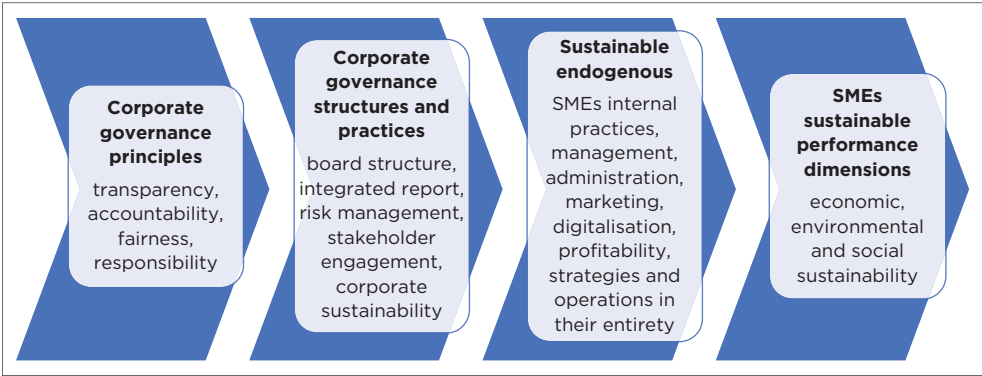 Corporate
governance
principles
transparency,
accountability,
fairness,
responsibility
Corporate
governance
structures and
practices
board structure,
integrated report,
risk management,
stakeholder
engagement,
corporate
sustainability
Sustainable
endogenous
SMEs internal
practices,
management,
administration,
marketing,
digitalisation,
profitability,
strategies and
operations in
their entirety
SMEs
sustainable
performance
dimensions
economic,
environmental
and social
sustainability